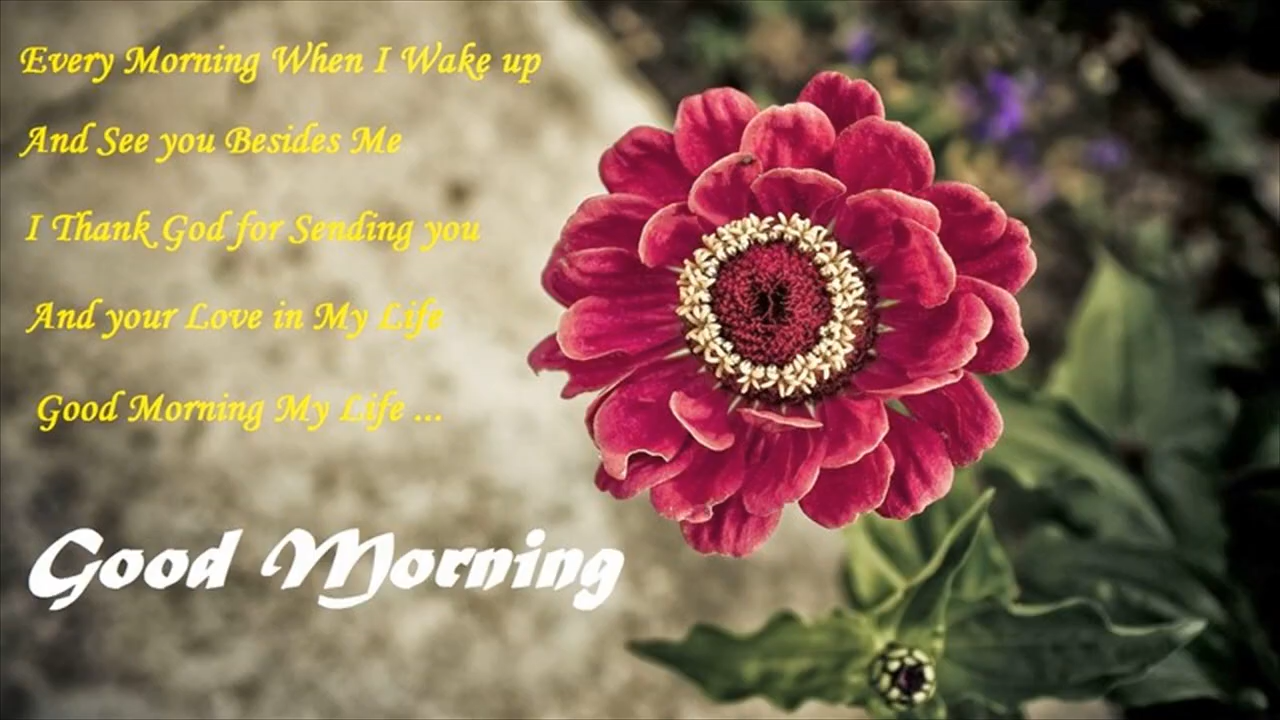 Every Morning When I Wake up
And See you Besides Me
I Thank God for Sending you
And your Love in My Life
Good Morning My Life ...
Good Morning